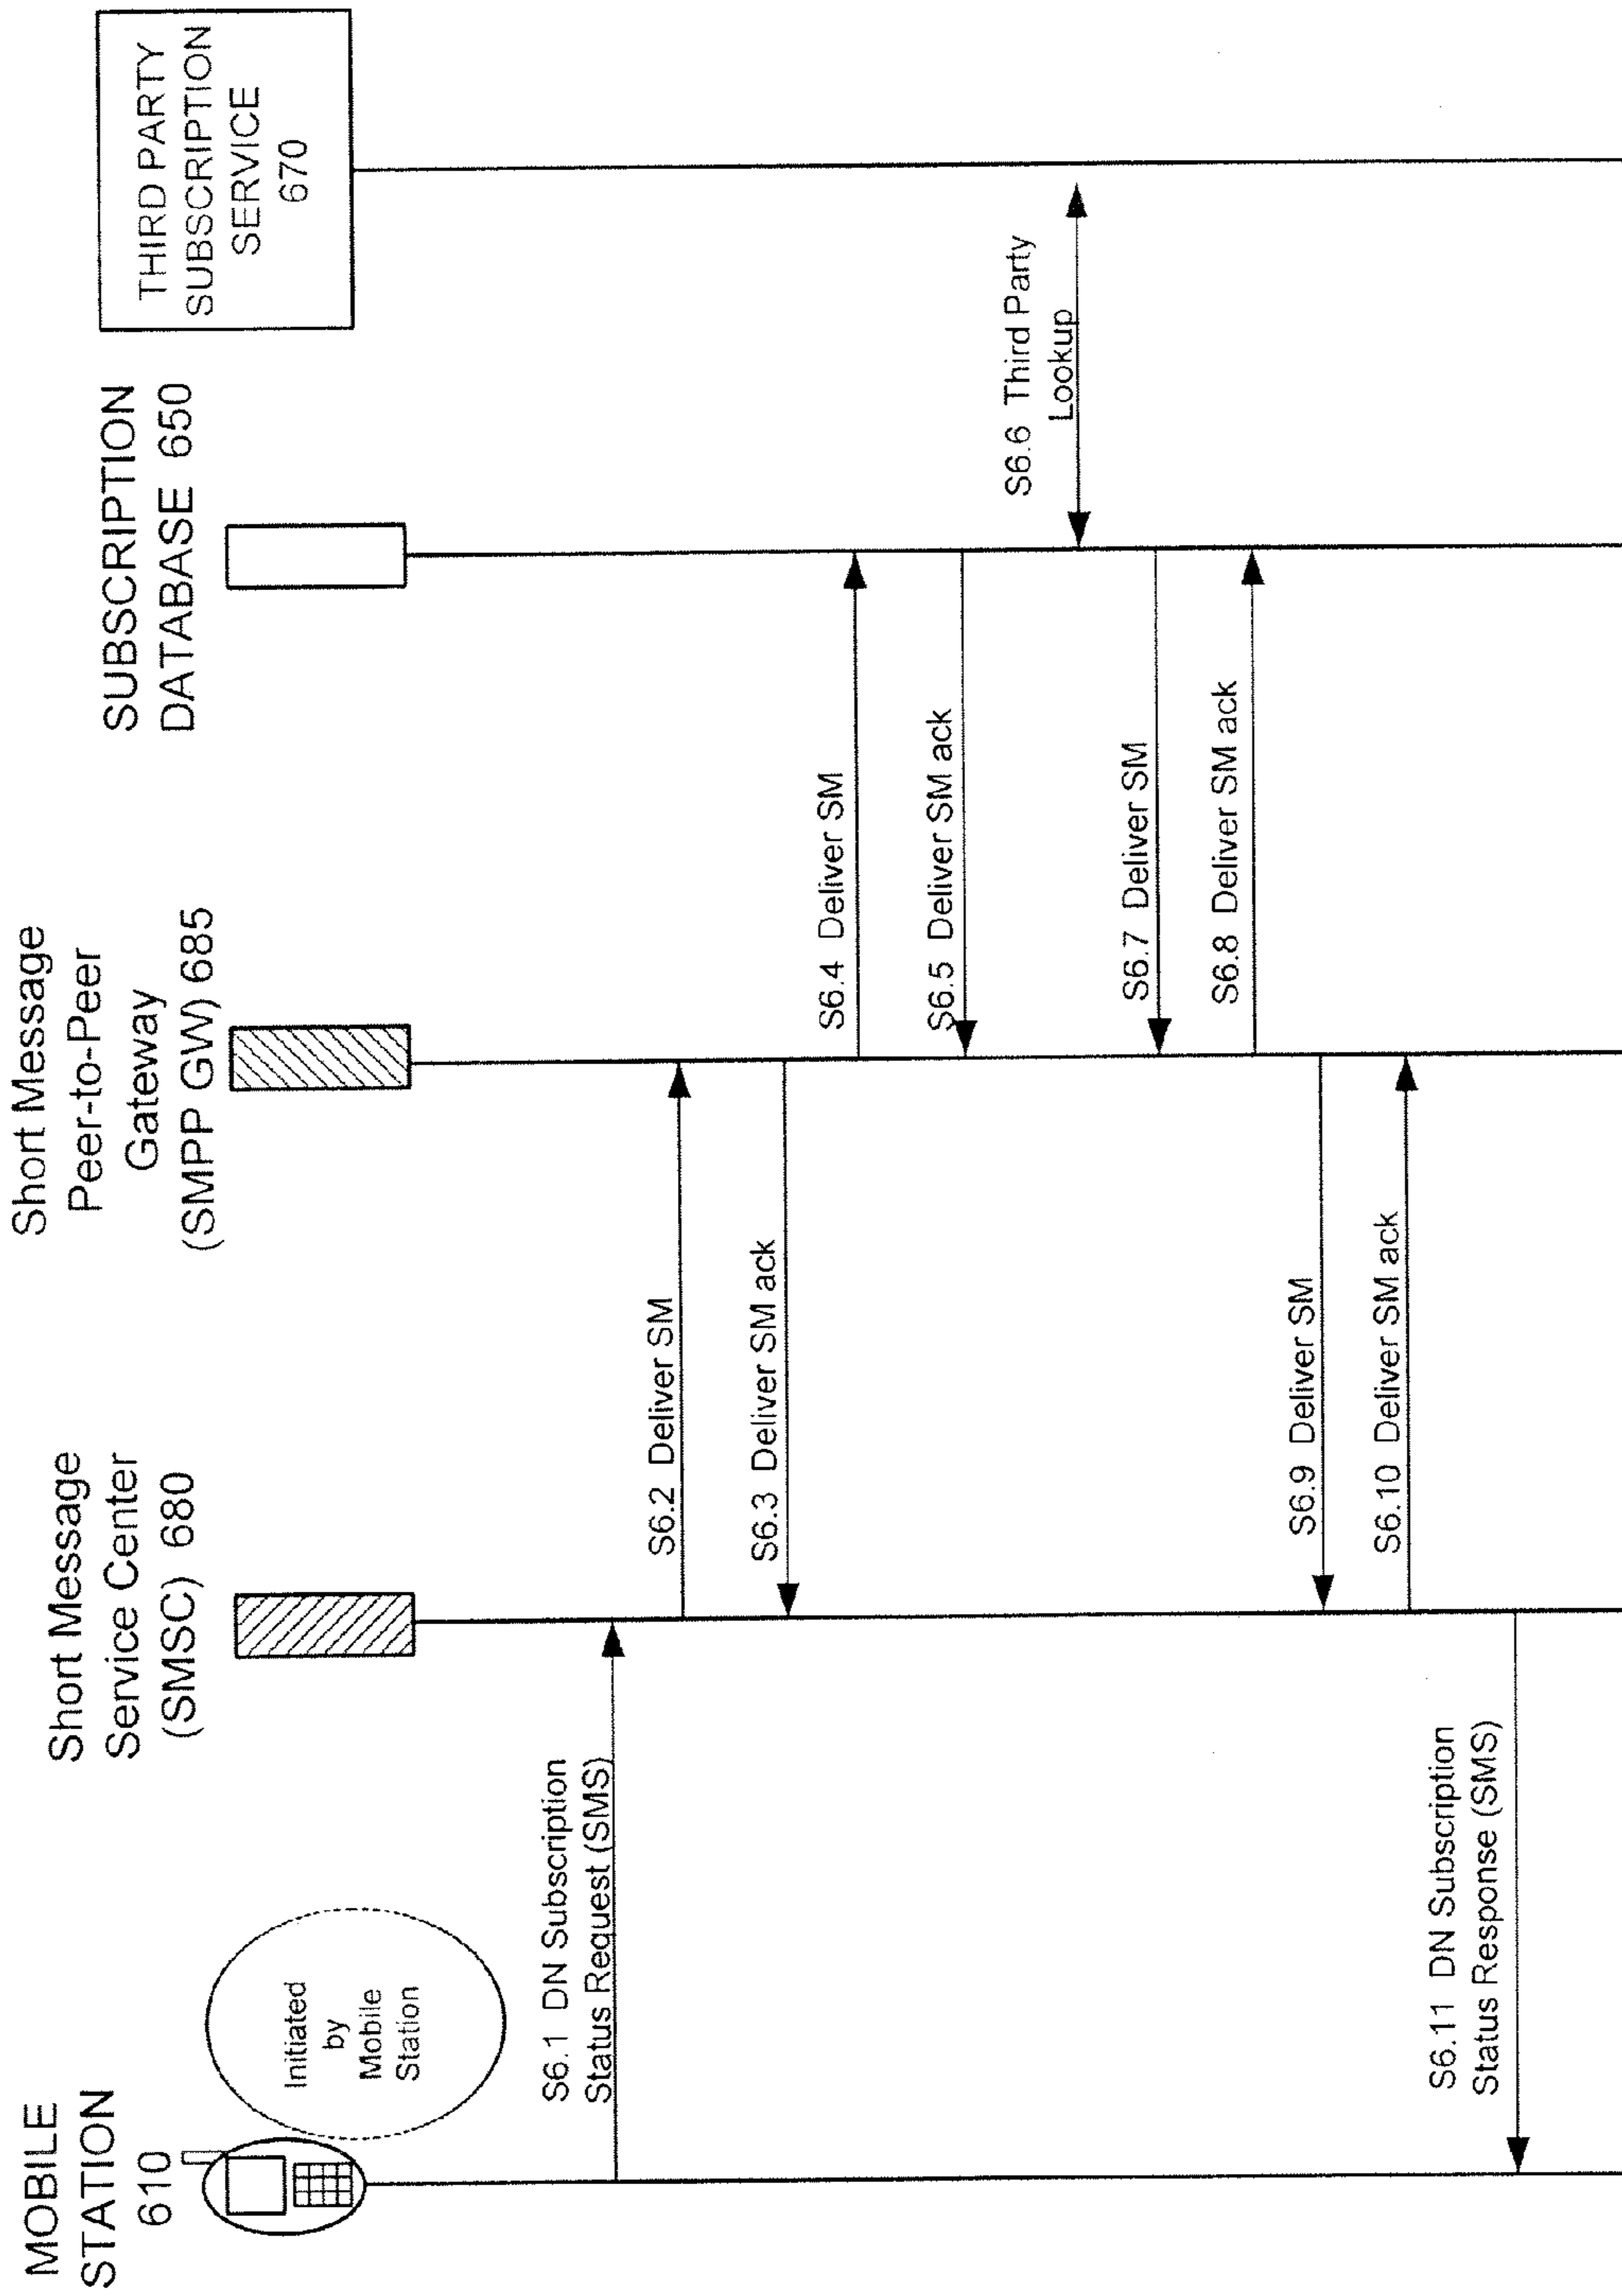 MOBILE
STATION
610
Initiated
by
Mobile
Station
Short Message
Service Center
(SMSC) 680
Short Message
Peer-to-Peer
Gateway
(SMPP GW) 685
SUBSCRIPTION
DATABASE 650
THIRD PARTY
SUBSCRIPTION
SERVICE
670
S6.1 DN Subscription
Status Request (SMS)
S6.2 Deliver SM
S6.3 Deliver SM ack
S6.4 Deliver SM
S6.5 Deliver SM ack
S6.6 Third Party
Lookup
S6.7 Deliver SM
S6.8 Deliver SM ack
S6.9 Deliver SM
S6.10 Deliver SM ack
S6.11 DN Subscription
Status Response (SMS)